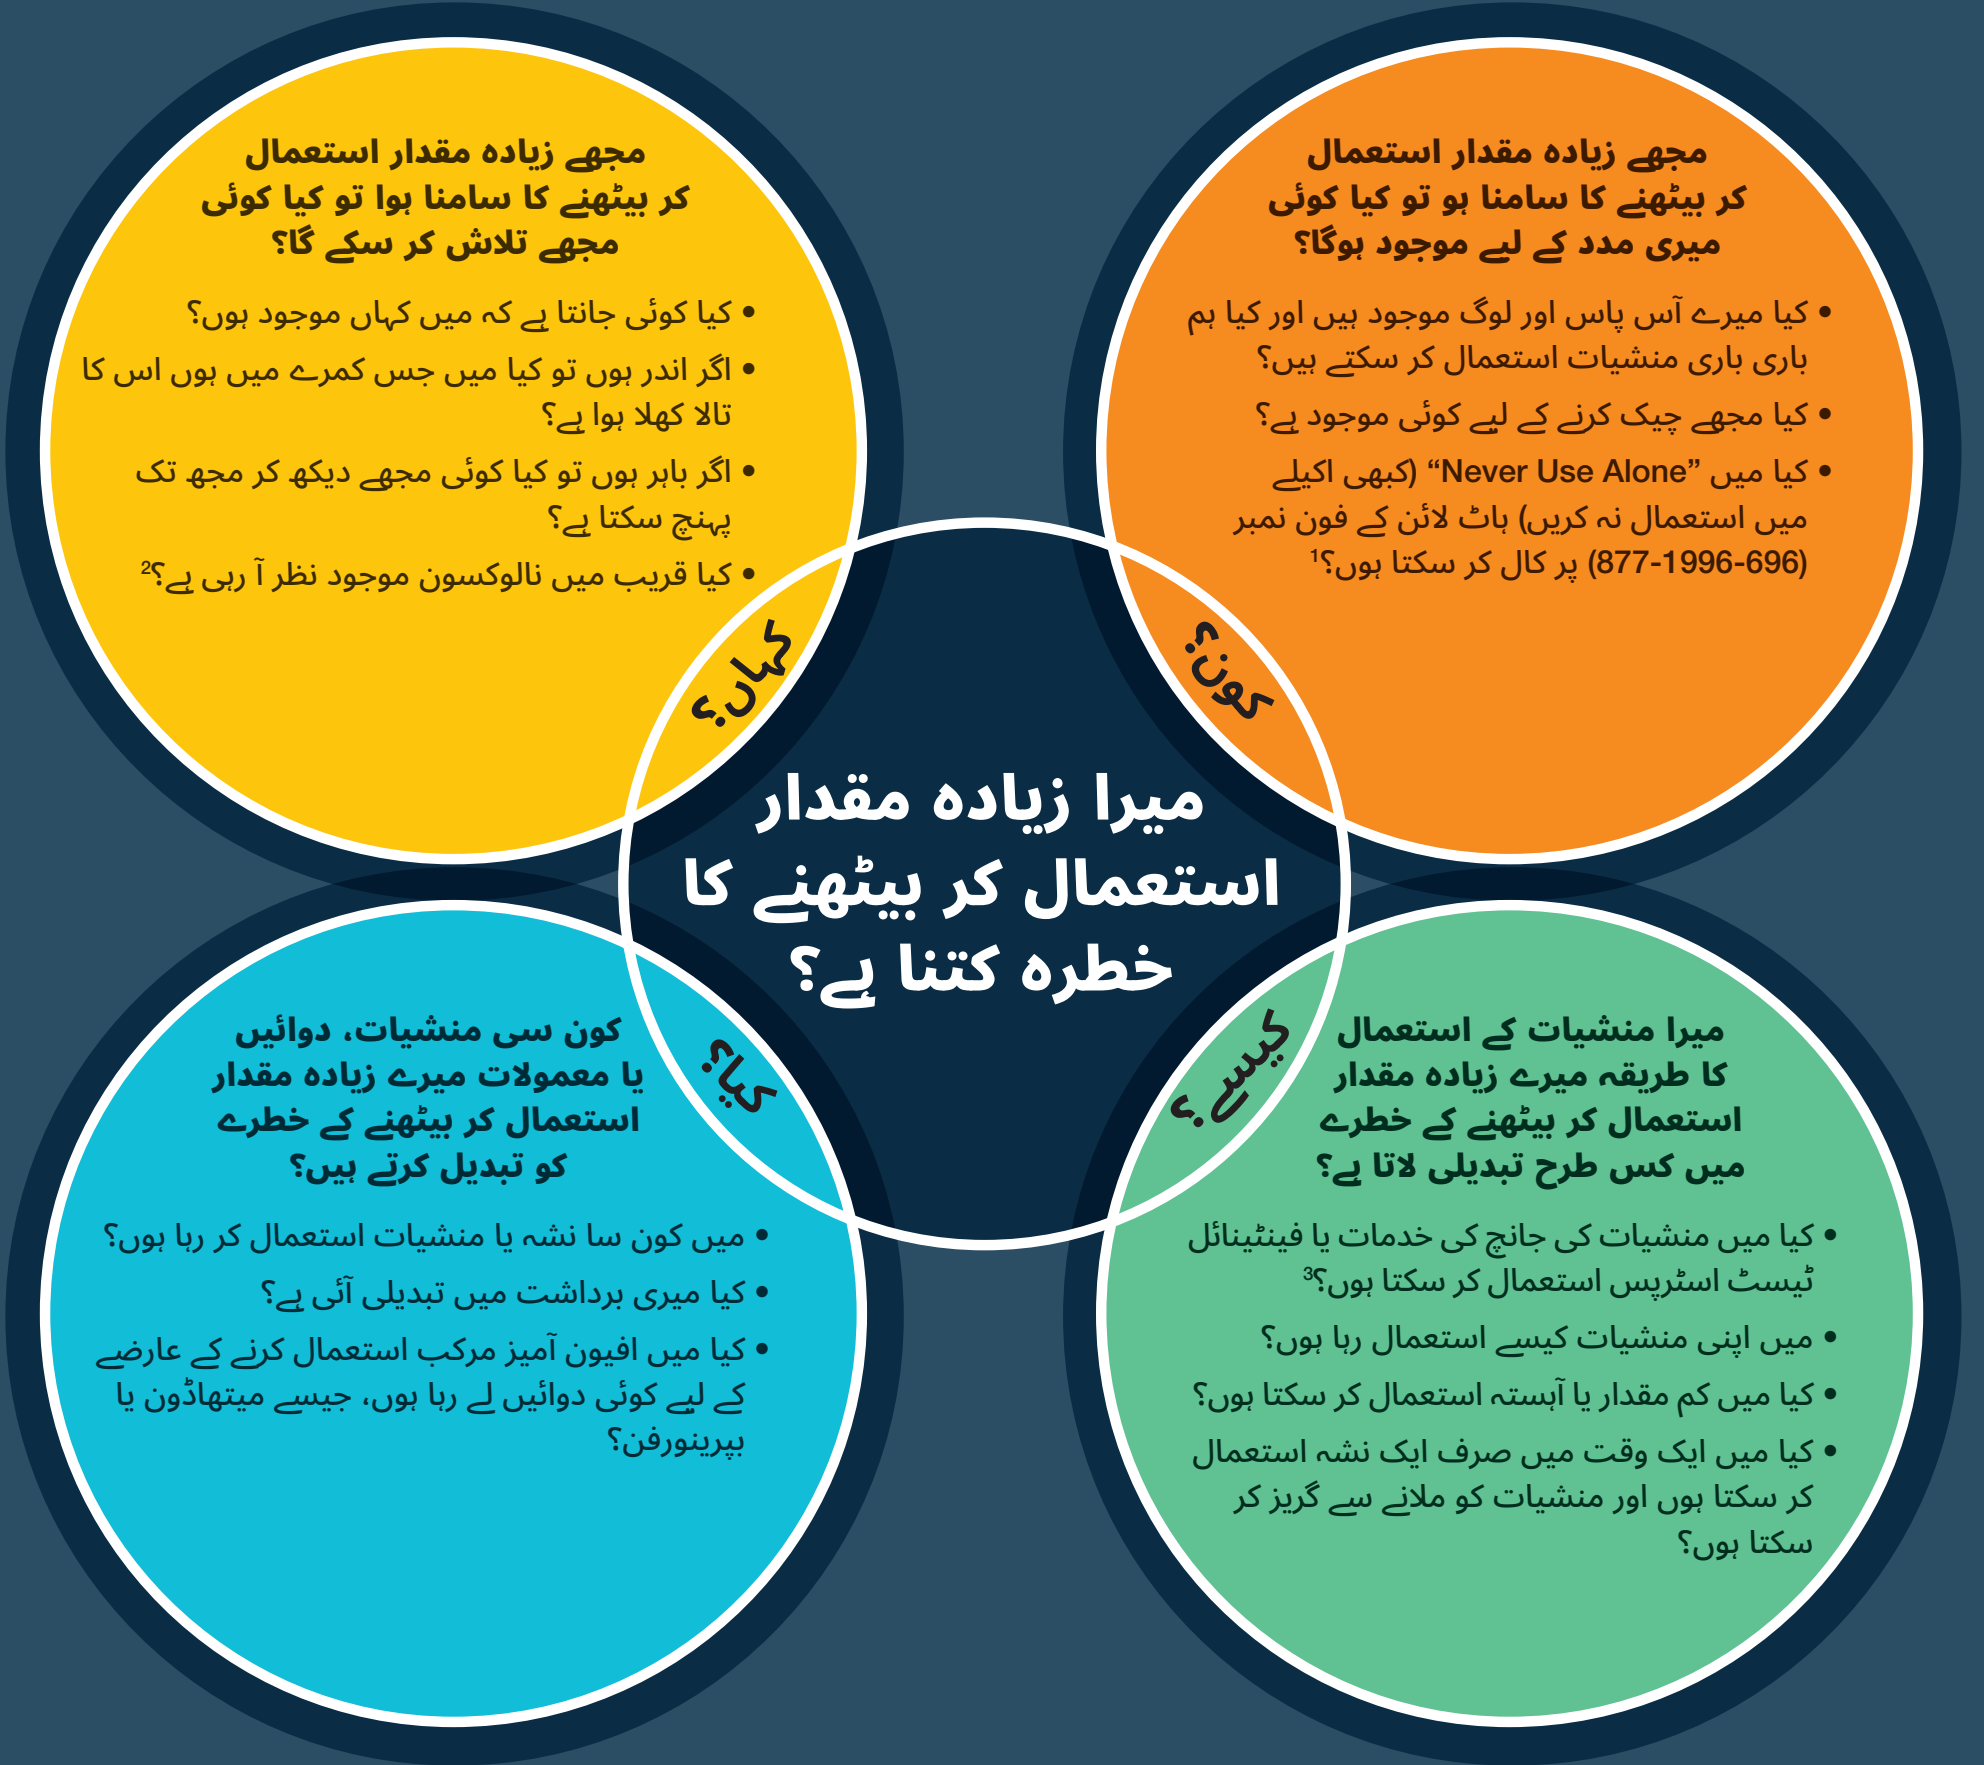 میرا زیادہ مقدار
استعمال کر بیٹھنے کا
خطرہ کتنا ہے؟
کون؟
مجھے زیادہ مقدار استعمال
کر بیٹھنے کا سامنا ہو تو کیا کوئی
میری مدد کے لیے موجود ہوگا؟
• کیا میرے آس پاس اور لوگ موجود ہیں اور کیا ہم
باری باری منشیات استعمال کر سکتے ہیں؟
• کیا مجھے چیک کرنے کے لیے کوئی موجود ہے؟
• کیا میں “Never Use Alone” (کبھی اکیلے
میں استعمال نہ کریں) ہاٹ لائن کے فون نمبر
(877-1996-696) پر کال کر سکتا ہوں؟¹
کہاں؟
مجھے زیادہ مقدار استعمال
کر بیٹھنے کا سامنا ہوا تو کیا کوئی
مجھے تلاش کر سکے گا؟
• کیا کوئی جانتا ہے کہ میں کہاں موجود ہوں؟
• اگر اندر ہوں تو کیا میں جس کمرے میں ہوں اس کا
تالا کھلا ہوا ہے؟
• اگر باہر ہوں تو کیا کوئی مجھے دیکھ کر مجھ تک
پہنچ سکتا ہے؟
• کیا قریب میں نالوکسون موجود نظر آ رہی ہے؟²
کیسے؟
میرا منشیات کے استعمال
کا طریقہ میرے زیادہ مقدار
استعمال کر بیٹھنے کے خطرے
میں کس طرح تبدیلی لاتا ہے؟
• کیا میں منشیات کی جانچ کی خدمات یا فینٹینائل
ٹیسٹ اسٹرپس استعمال کر سکتا ہوں؟³
• میں اپنی منشیات کیسے استعمال رہا ہوں؟
• کیا میں کم مقدار یا آہستہ استعمال کر سکتا ہوں؟
• کیا میں ایک وقت میں صرف ایک نشہ استعمال
کر سکتا ہوں اور منشیات کو ملانے سے گریز کر
سکتا ہوں؟
کیا؟
کون سی منشیات، دوائیں
یا معمولات میرے زیادہ مقدار
استعمال کر بیٹھنے کے خطرے
کو تبدیل کرتے ہیں؟
• میں کون سا نشہ یا منشیات استعمال کر رہا ہوں؟
• کیا میری برداشت میں تبدیلی آئی ہے؟
• کیا میں افیون آمیز مرکب استعمال کرنے کے عارضے
کے لیے کوئی دوائیں لے رہا ہوں، جیسے میتھاڈون یا
بپرینورفن؟